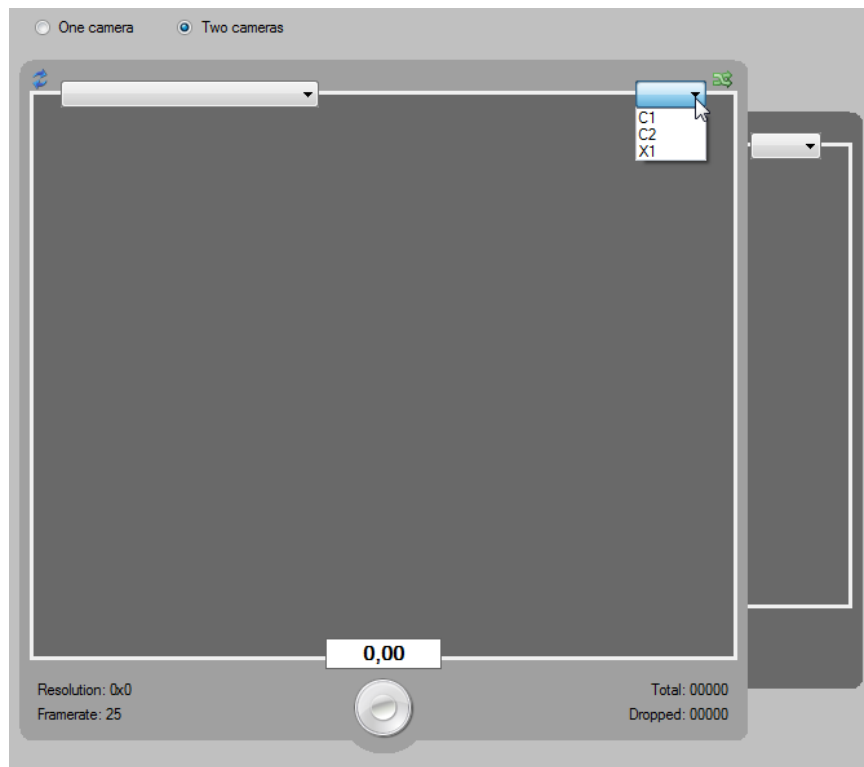 One camera
Two cameras
C1
C2
X1
0,00
Resolution: 0x0
Total: 00000
Framerate: 25
Dropped: 00000